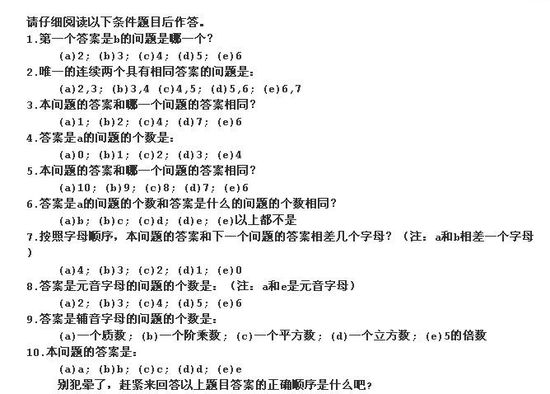 请仔细阅读以下条件题目后作答。
1.第一个答案是b的问题是哪一个？
(a)2; (b)3; (c)4; (d)5; (e)6
2.唯一的连续两个具有相同答案的问题是:
(a)2,3; (b)3,4 (c)4,5; (d)5,6; (e)6,7
3.本问题的答案和哪一个问题的答案相同？
(a)1; (b)2; (c)4; (d)7; (e)6
4.答案是a的问题的个数是:
(a)0; (b)1; (c)2; (d)3; (e)4
5.本问题的答案和哪一个问题的答案相同？
(a)10; (b)9; (c)8; (d)7; (e)6
6.答案是a的问题的个数和答案是什么的问题的个数相同？
(a)b; (b)c; (c)d; (d)e; (e)以上都不是
7.按照字母顺序，本问题的答案和下一个问题的答案相差几个字母？（注: a和b相差一个字母
）
(a)4; (b)3; (c)2; (d)1; (e)0
8.答案是元音字母的问题的个数是:（注: a和e是元音字母）
(a)2; (b)3; (c)4; (d)5; (e)6
9.答案是辅音字母的问题的个数是:
(a)一个质数; (b)一个阶乘数; (c)一个平方数; (d)一个立方数; (e)5的倍数
10.本问题的答案是:
(a)a; (b)b; (c)c; (d)d; (e)e
别犯晕了，赶紧来回答以上题目答案的正确顺序是什么吧?